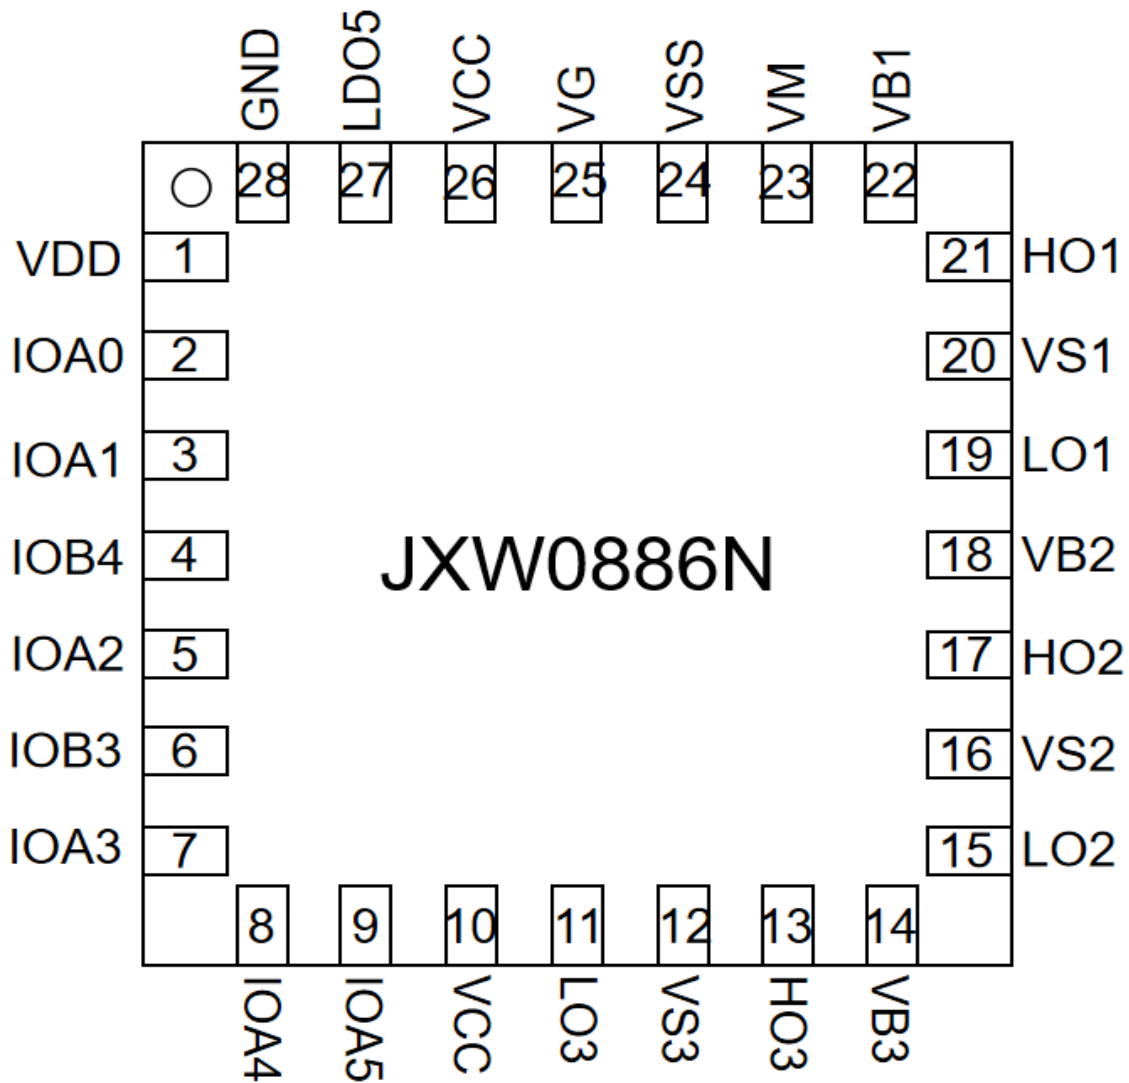 GND LDO5 VCC VG VSS VM VB1
28 27 26 25 24 23 22
VDD 1 21 HO1
IOA0 2 20 VS1
IOA1 3 19 LO1
IOB4 4 18 VB2
JXW0886N
IOA2 5 17 HO2
IOB3 6 16 VS2
IOA3 7 15 LO2
8 9 10 11 12 13 14
IOA4 IOA5 VCC LO3 VS3 HO3 VB3